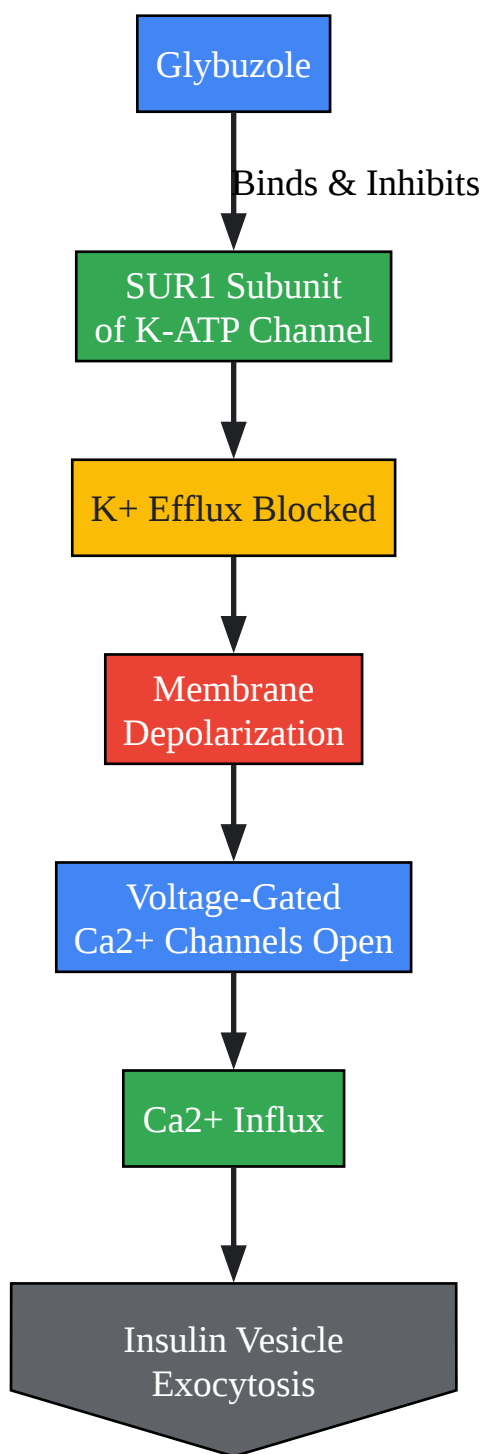 Glybuzole
Binds & Inhibits
SUR1 Subunit
of K-ATP Channel
K+ Efflux Blocked
Membrane
Depolarization
Voltage-Gated
Ca2+ Channels Open
Ca2+ Influx
Insulin Vesicle
Exocytosis